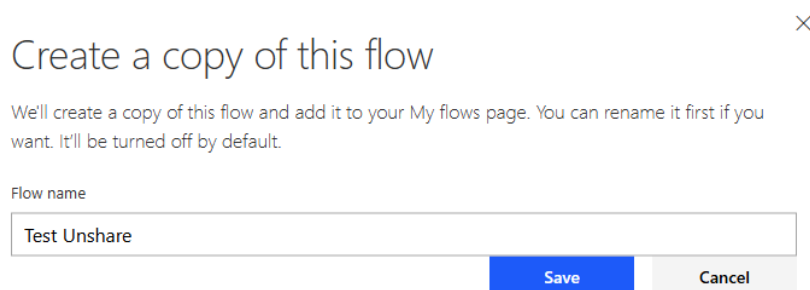 Create a copy of this flow
We'll create a copy of this flow and add it to your My flows page. You can rename it first if you
want. It'll be turned off by default.
Flow name
Test Unshare
Save Cancel